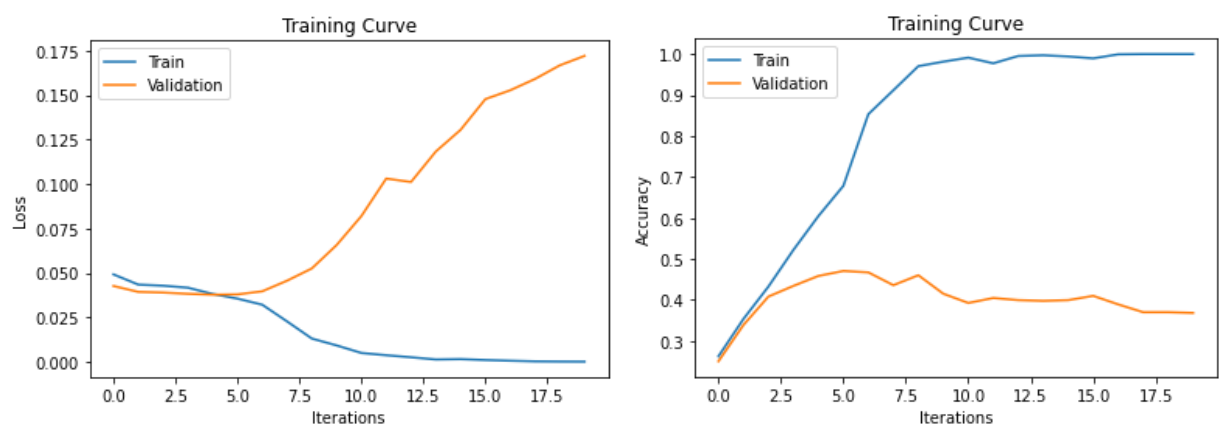 Training Curve
Train
Validation
Loss
0.175
0.150
0.125
0.100
0.075
0.050
0.025
0.000
0.0 2.5 5.0 7.5 10.0 12.5 15.0 17.5
Iterations
Training Curve
Train
Validation
Accuracy
1.0
0.9
0.8
0.7
0.6
0.5
0.4
0.3
0.0 2.5 5.0 7.5 10.0 12.5 15.0 17.5
Iterations